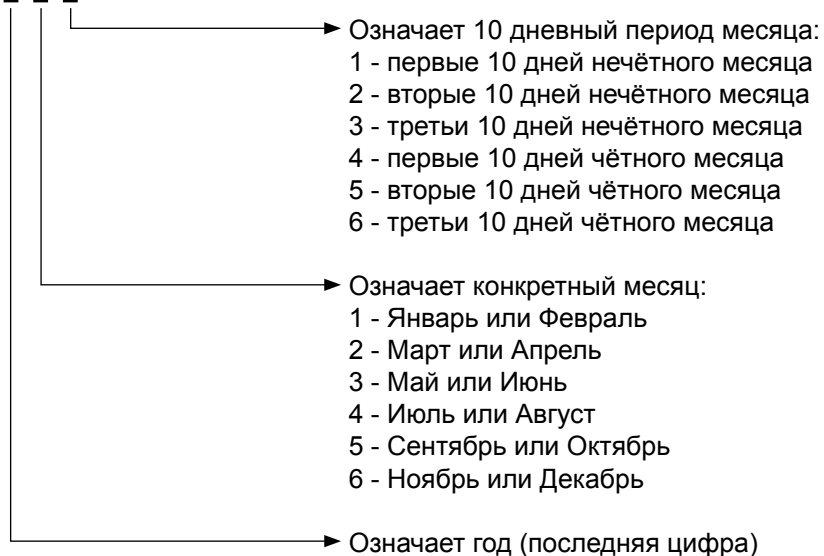 Означает 10 дневный период месяца:
1 - первые 10 дней нечётного месяца
2 - вторые 10 дней нечётного месяца
3 - третьи 10 дней нечётного месяца
4 - первые 10 дней чётного месяца
5 - вторые 10 дней чётного месяца
6 - третьи 10 дней чётного месяца
Означает конкретный месяц:
1 - Январь или Февраль
2 - Март или Апрель
3 - Май или Июнь
4 - Июль или Август
5 - Сентябрь или Октябрь
6 - Ноябрь или Декабрь
Означает год (последняя цифра)